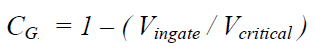 C_G. = 1 – ( V_ingate / V_critical )